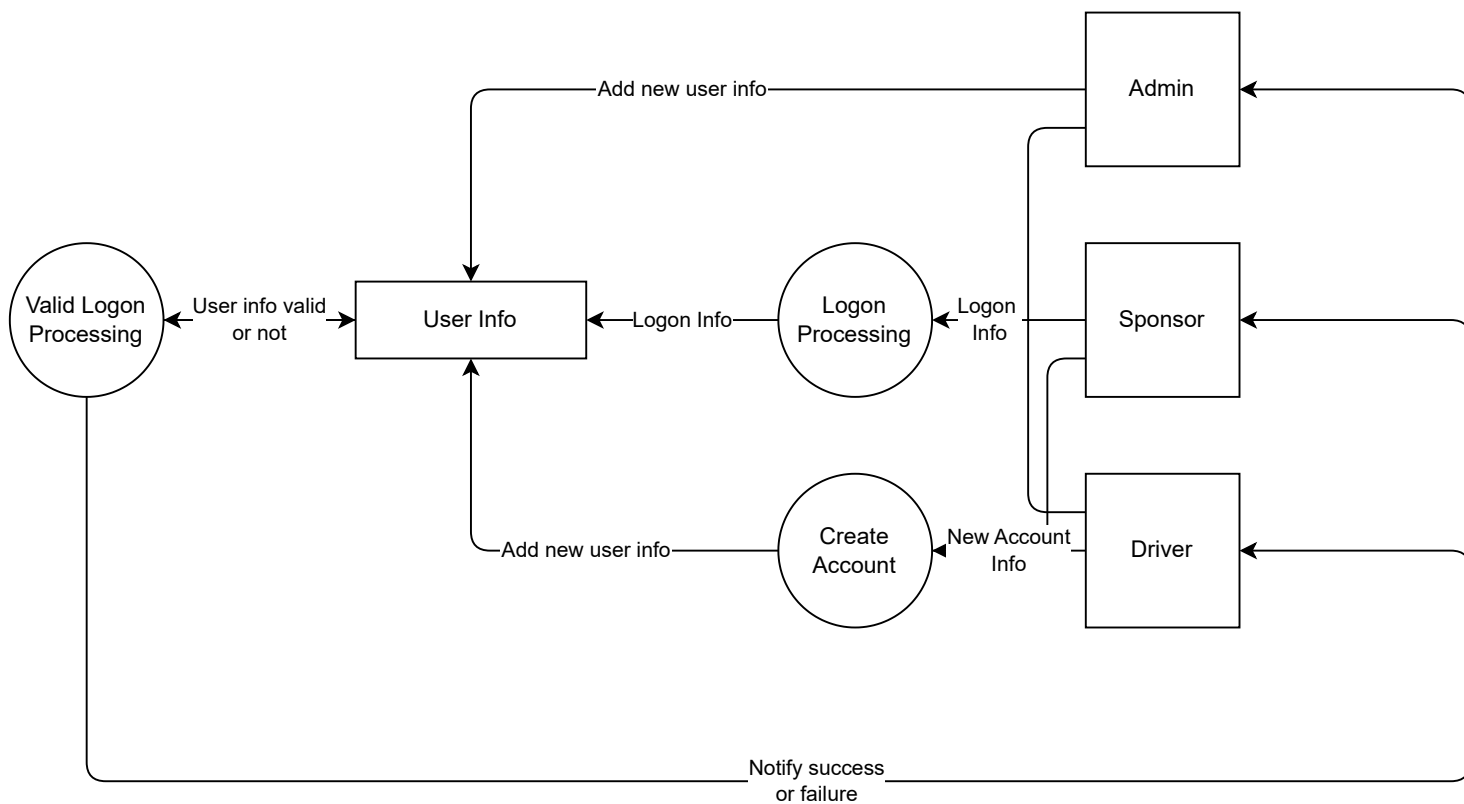 Add new user info
Admin
Valid Logon
Processing
User info valid
or not
User Info
Logon Info
Logon
Processing
Logon
Info
Sponsor
Add new user info
Create
Account
New Account
Info
Driver
Notify success
or failure